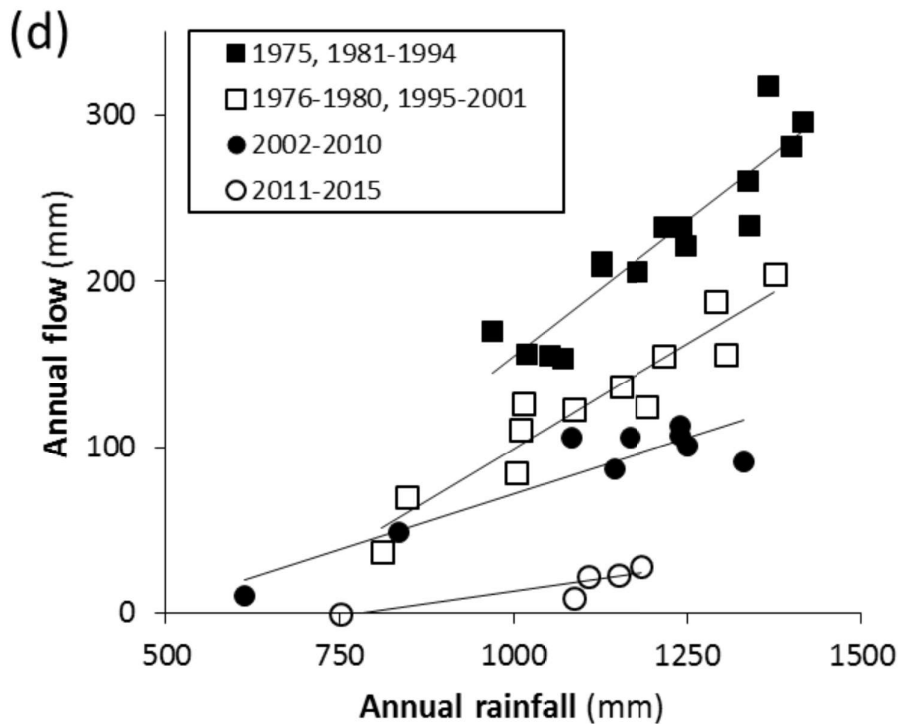 (d)
1975, 1981-1994
1976-1980, 1995-2001
2002-2010
2011-2015
Annual flow (mm)
300
200
100
0
500 750 1000 1250 1500
Annual rainfall (mm)